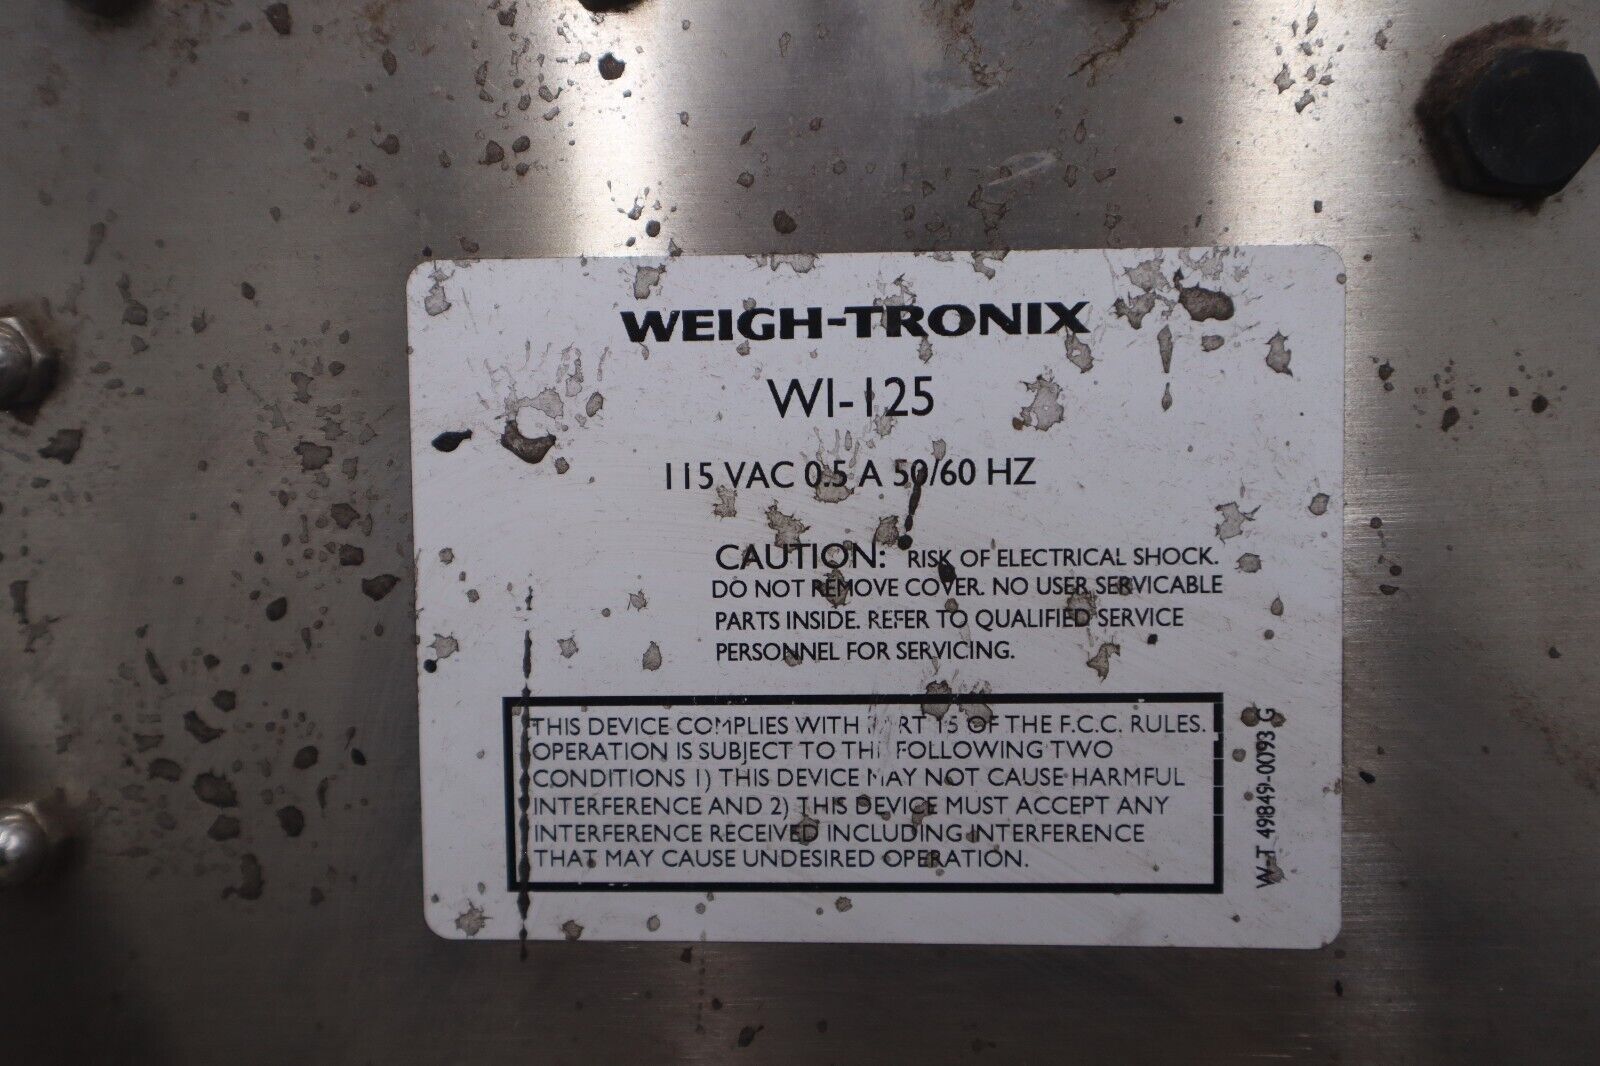 WEIGH-TRONIX
WI-125
115 VAC 0.5 A 50/60 HZ
CAUTION: RISK OF ELECTRICAL SHOCK.
DO NOT REMOVE COVER. NO USER SERVICABLE
PARTS INSIDE. REFER TO QUALIFIED SERVICE
PERSONNEL FOR SERVICING.
THIS DEVICE COMPLIES WITH PART 15 OF THE F.C.C. RULES.
OPERATION IS SUBJECT TO THE FOLLOWING TWO
CONDITIONS 1) THIS DEVICE MAY NOT CAUSE HARMFUL
INTERFERENCE AND 2) THIS DEVICE MUST ACCEPT ANY
INTERFERENCE RECEIVED INCLUDING INTERFERENCE
THAT MAY CAUSE UNDESIRED OPERATION.
W-T 49849-0093 G